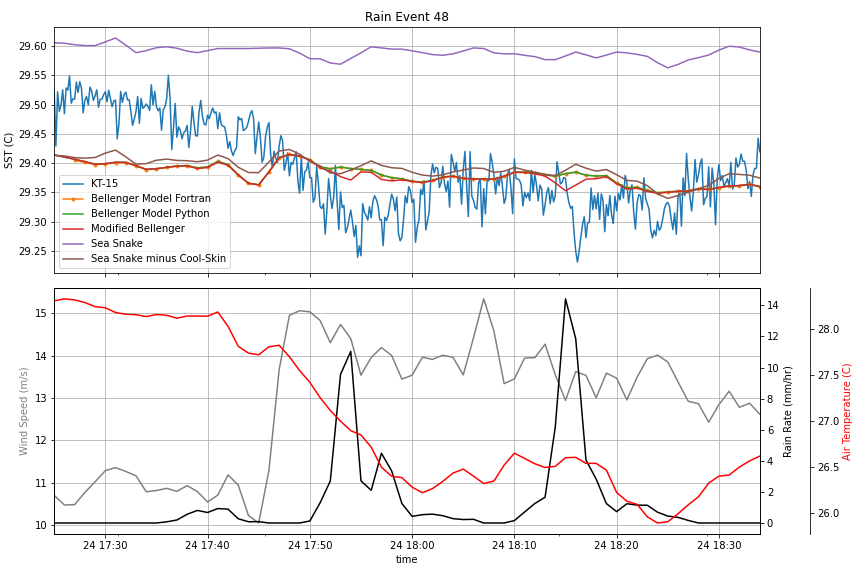 Rain Event 48
29.60
29.55
29.50
29.45
29.40
29.35
29.30
29.25
SST (C)
KT-15
Bellenger Model Fortran
Bellenger Model Python
Modified Bellenger
Sea Snake
Sea Snake minus Cool-Skin
15
14
13
12
11
10
Wind Speed (m/s)
14
12
10
8
6
4
2
0
Rain Rate (mm/hr)
28.0
27.5
27.0
26.5
26.0
Air Temperature (C)
24 17:30 24 17:40 24 17:50 24 18:00 24 18:10 24 18:20 24 18:30
time